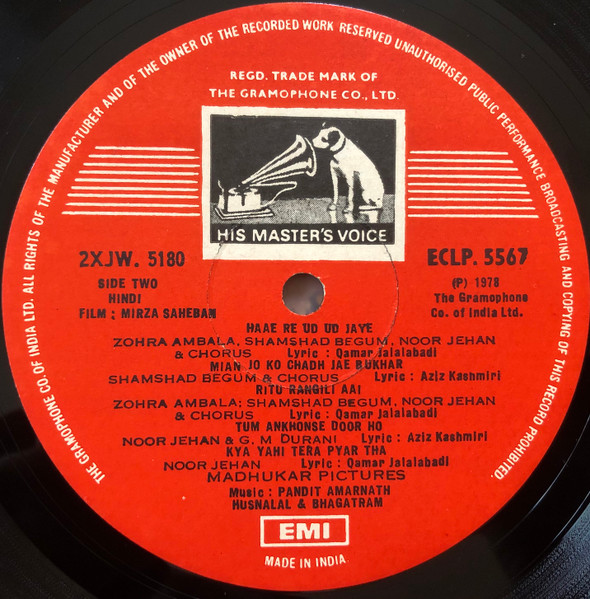 THE GRAMOPHONE CO. OF INDIA LTD. ALL RIGHTS OF THE MANUFACTURER AND OF THE OWNER OF THE RECORDED WORK RESERVED UNAUTHORISED PUBLIC PERFORMANCE BROADCASTING AND COPYING OF THIS RECORD PROHIBITED.
REGD. TRADE MARK OF
THE GRAMOPHONE CO., LTD.
HIS MASTER'S VOICE
2XJW. 5180
SIDE TWO
HINDI
FILM : MIRZA SAHEBAN
ECLP. 5567
(P) 1978
The Gramophone
Co. of India Ltd.
HAAE RE UD UD JAYE
ZOHRA AMBALA, SHAMSHAD BEGUM, NOOR JEHAN
& CHORUS Lyric : Qamar Jalalabadi
MIAN JO KO CHADH JAE BUKHAR
SHAMSHAD BEGUM & CHORUS Lyric : Aziz Kashmiri
RITU RANGILI AAI
ZOHRA AMBALA; SHAMSHAD BEGUM, NOOR JEHAN
& CHORUS Lyric : Qamar Jalalabadi
TUM ANKHONSE DOOR HO
NOOR JEHAN & G. M DURANI Lyric : Aziz Kashmiri
KYA YAHI TERA PYAR THA
NOOR JEHAN Lyric : Qamar Jalalabadi
MADHUKAR PICTURES
Music : PANDIT AMARNATH
HUSNALAL & BHAGATRAM
EMI
MADE IN INDIA